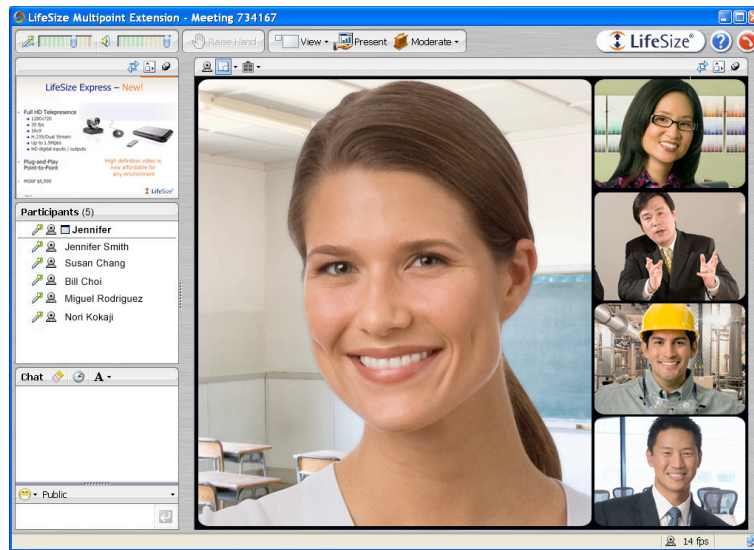 LifeSize Multipoint Extension - Meeting 734167
Raise Hand View Present Moderate LifeSize®
LifeSize Express – New!
Full HD Telepresence
1280x720
30 fps
16x9
H.239/Dual Stream
Up to 1.5Mbps
HD digital inputs / outputs
Plug-and-Play
Point-to-Point
High definition video is
now affordable for
any environment
MSRP $5,999
LifeSize®
Participants (5)
Jennifer
Jennifer Smith
Susan Chang
Bill Choi
Miguel Rodriguez
Nori Kokaji
Chat A
Public
14 fps